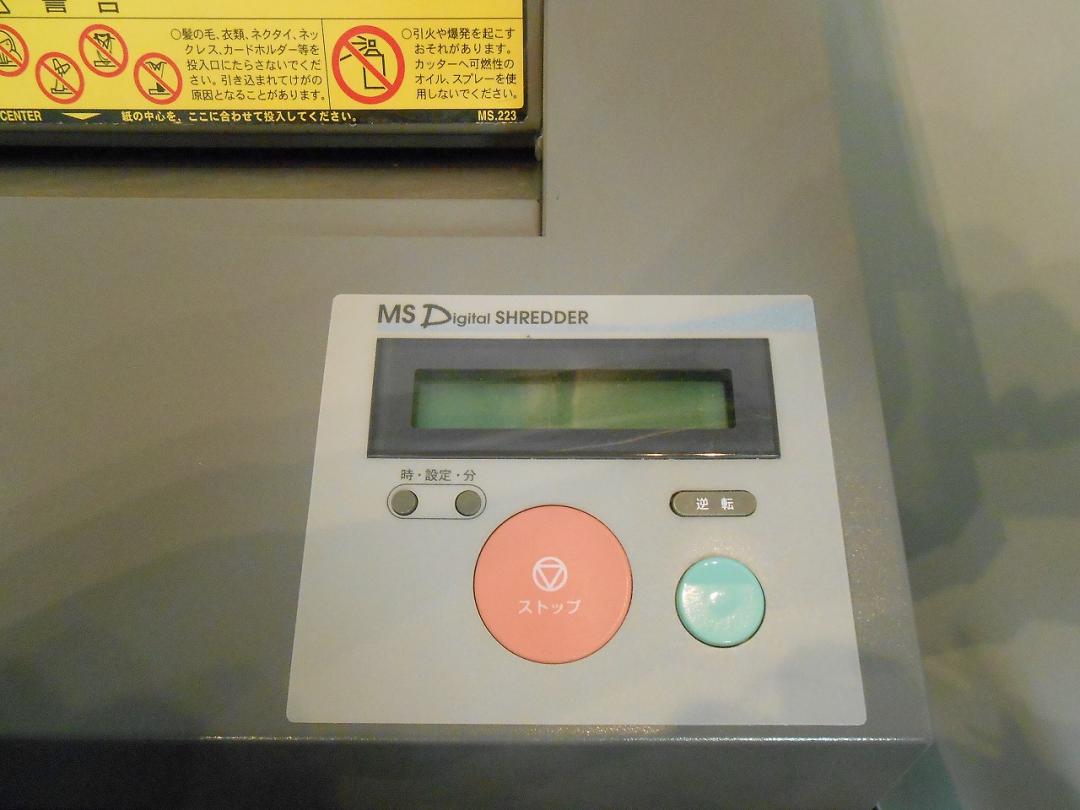 警告
○髪の毛、衣類、ネクタイ、ネッ
クレス、カードホルダー等を
投入口にたらさないでくだ
さい。引き込まれてけがの
原因となることがあります。
○引火や爆発を起こす
おそれがあります。
カッターへ可燃性の
オイル、スプレーを使
用しないでください。
CENTER 紙の中心を、ここに合わせて投入してください。 MS.223
MS Digital SHREDDER
時・設定・分
逆転
ストップ